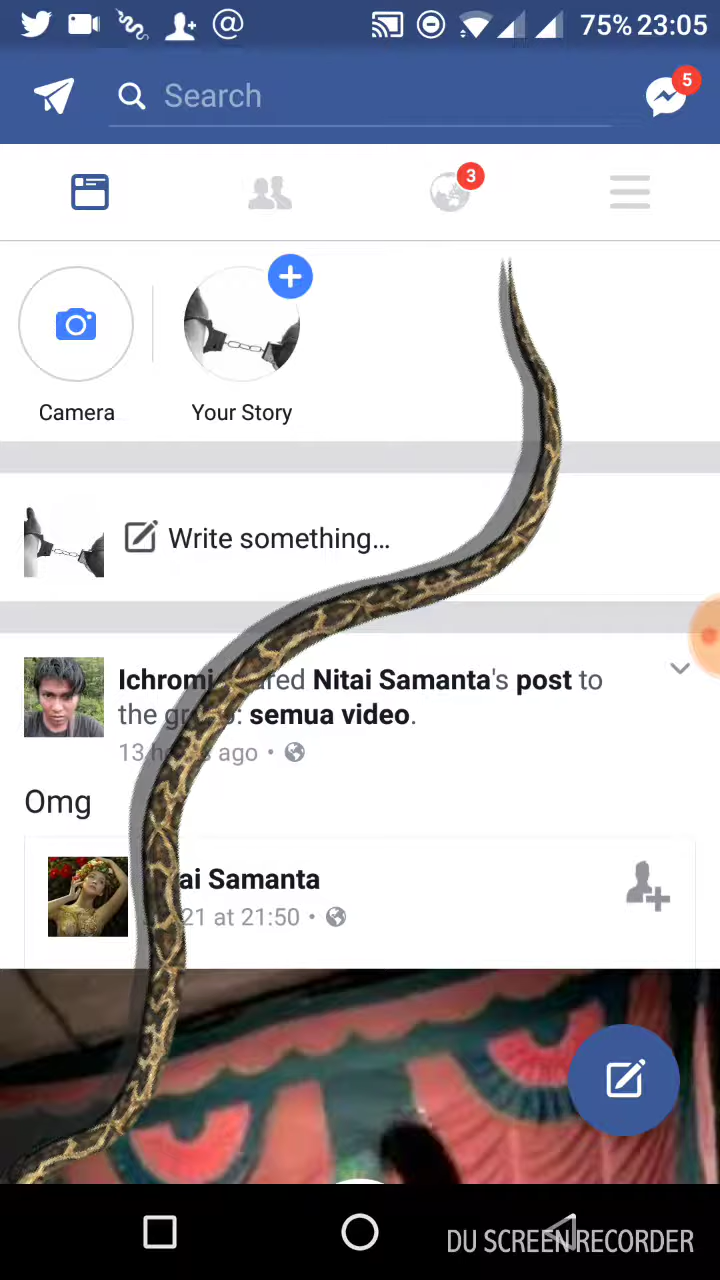 75% 23:05
Search
5
3
Camera
Your Story
Write something...
Ichromi Nitai Samanta's post to
the semua video.
13 ago •
Omg
Samanta
21 at 21:50 •
DU SCREEN RECORDER